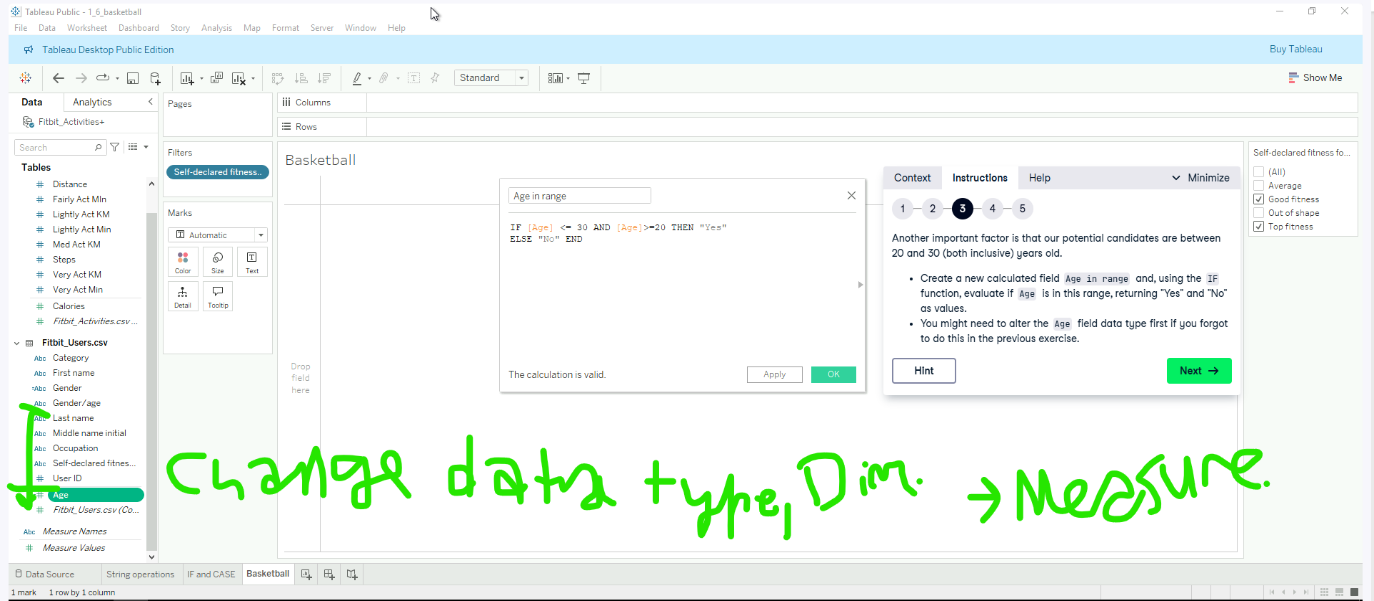 Tableau Public - 1_6_basketball
File Data Worksheet Dashboard Story Analysis Map Format Server Window Help
Tableau Desktop Public Edition
Buy Tableau
Standard
Show Me
Data
Analytics
Fitbit_Activities+
Search
Tables
# Distance
# Fairly Act MIn
# Lightly Act KM
# Lightly Act Min
# Med Act KM
# Steps
# Very Act KM
# Very Act Min
# Calories
# Fitbit_Activities.csv ...
Fitbit_Users.csv
Abc Category
Abc First name
=Abc Gender
Abc Gender/age
Abc Last name
Abc Middle name initial
Abc Occupation
Abc Self-declared fitnes...
# User ID
# Age
# Fitbit_Users.csv (Co...
Abc Measure Names
# Measure Values
Pages
Filters
Self-declared fitness..
Marks
Automatic
Color Size Text
Detail Tooltip
Columns
Rows
Basketball
Drop
field
here
Age in range
IF [Age] <= 30 AND [Age]>=20 THEN "Yes"
ELSE "No" END
The calculation is valid.
Apply
OK
Context Instructions Help
Minimize
1 2 3 4 5
Another important factor is that our potential candidates are between
20 and 30 (both inclusive) years old.
• Create a new calculated field Age in range and, using the IF
function, evaluate if Age is in this range, returning "Yes" and "No"
as values.
• You might need to alter the Age field data type first if you forgot
to do this in the previous exercise.
Hint
Next →
Self-declared fitness fo...
(All)
Average
Good fitness
Out of shape
Top fitness
Change data type, Dim. → Measure.
Data Source String operations IF and CASE Basketball
1 mark 1 row by 1 column